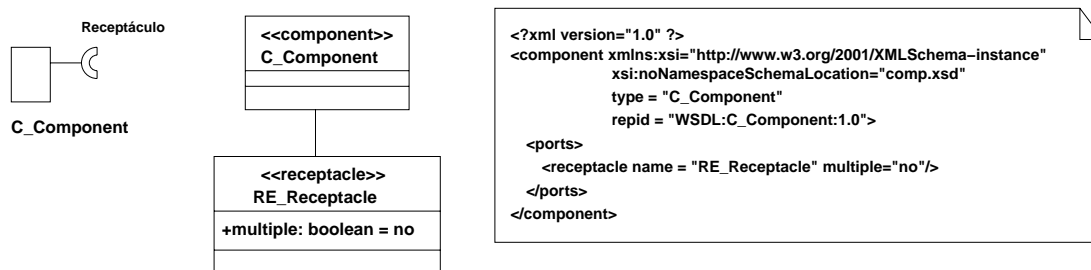 Receptáculo
C_Component
<<component>>
C_Component
<<receptacle>>
RE_Receptacle
+multiple: boolean = no
<?xml version="1.0" ?>
<component xmlns:xsi="http://www.w3.org/2001/XMLSchema−instance"
xsi:noNamespaceSchemaLocation="comp.xsd"
type = "C_Component"
repid = "WSDL:C_Component:1.0">
<ports>
<receptacle name = "RE_Receptacle" multiple="no"/>
</ports>
</component>